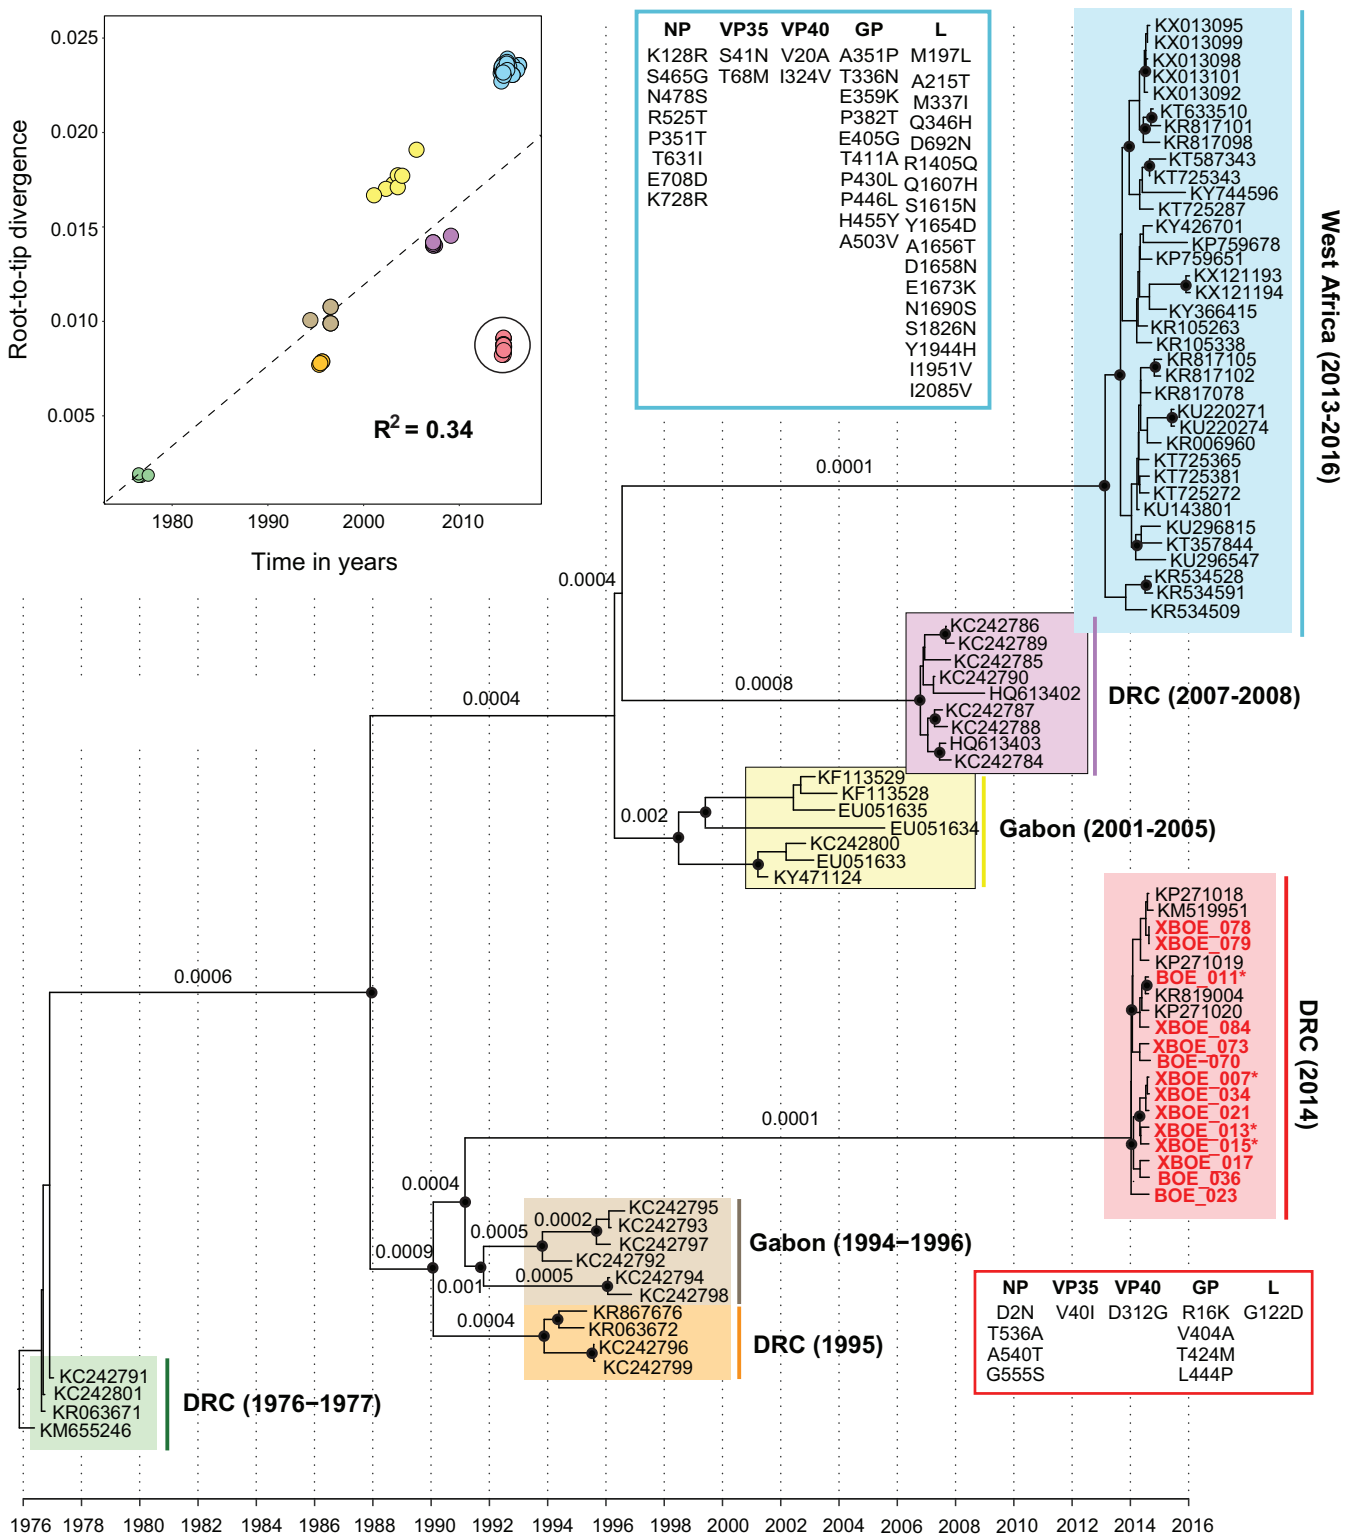 0.025
0.020
0.015
0.010
0.005
Root-to-tip divergence
R2 = 0.34
1980 1990 2000 2010
Time in years
NP VP35 VP40 GP L
K128R S41N V20A A351P M197L
S465G T68M I324V T336N A215T
N478S E359K M337I
R525T P382T Q346H
P351T E405G D692N
T631I T411A R1405Q
E708D P430L Q1607H
K728R P446L S1615N
H455Y Y1654D
A503V A1656T
D1658N
E1673K
N1690S
S1826N
Y1944H
I1951V
I2085V
KX013095
KX013099
KX013098
KX013101
KX013092
KT633510
KR817101
KR817098
KT587343
KT725343
KY744596
KT725287
KY426701
KP759678
KP759651
KX121193
KX121194
KY366415
KR105263
KR105338
KR817105
KR817102
KR817078
KU220271
KU220274
KR006960
KT725365
KT725381
KT725272
KU143801
KU296815
KT357844
KU296547
KR534528
KR534591
KR534509
West Africa (2013-2016)
0.0001
0.0004
KC242786
KC242789
KC242785
KC242790
HQ613402
KC242787
KC242788
HQ613403
KC242784
DRC (2007-2008)
0.0008
0.0004
KF113529
KF113528
EU051635
EU051634
KC242800
EU051633
KY471124
Gabon (2001-2005)
0.002
0.0006
KP271018
KM519951
XBOE_078
XBOE_079
KP271019
BOE_011*
KR819004
KP271020
XBOE_084
XBOE_073
BOE-070
XBOE_007*
XBOE_034
XBOE_021
XBOE_013*
XBOE_015*
XBOE_017
BOE_036
BOE_023
DRC (2014)
0.0001
0.0004
0.0009
0.0005
0.0002
0.001
0.0005
0.0004
KC242795
KC242793
KC242797
KC242792
KC242794
KC242798
Gabon (1994−1996)
KR867676
KR063672
KC242796
KC242799
DRC (1995)
NP VP35 VP40 GP L
D2N V40I D312G R16K G122D
T536A V404A
A540T T424M
G555S L444P
KC242791
KC242801
KR063671
KM655246
DRC (1976−1977)
1976 1978 1980 1982 1984 1986 1988 1990 1992 1994 1996 1998 2000 2002 2004 2006 2008 2010 2012 2014 2016